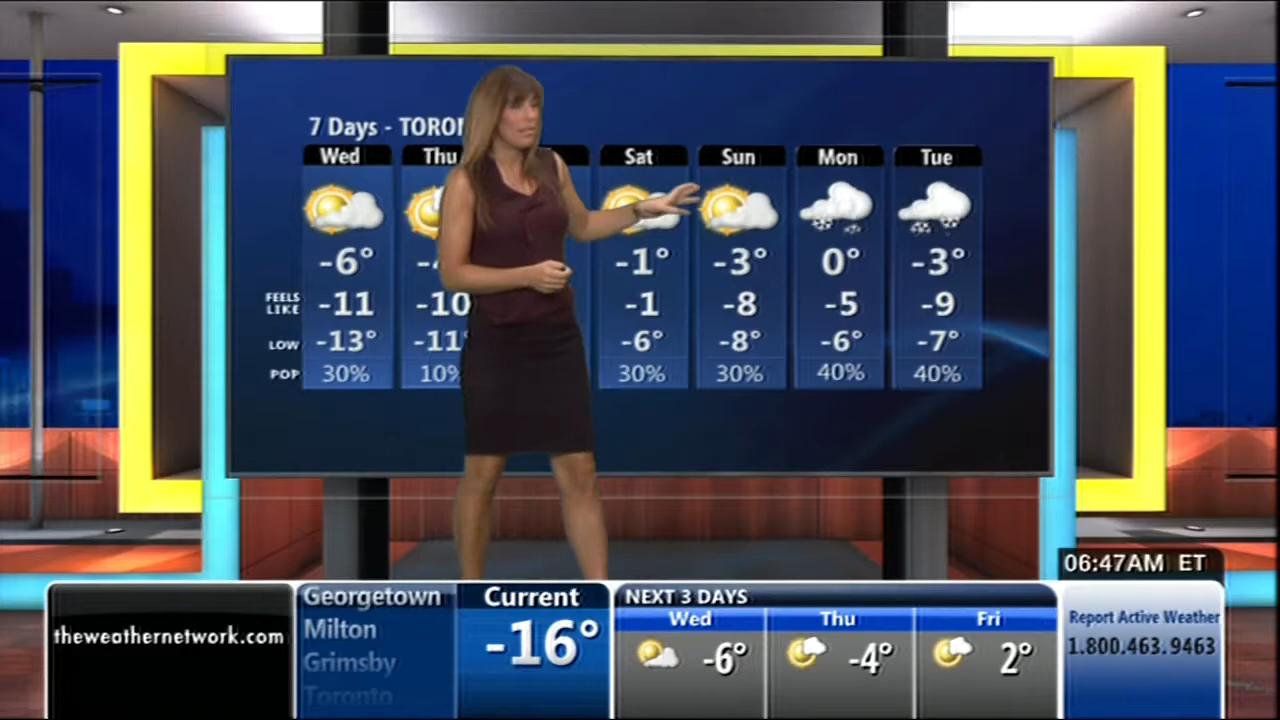 7 Days - TORON
Wed Thu Sat Sun Mon Tue
-6° -4 -1° -3° 0° -3°
FEELS LIKE -11 -10 -1 -8 -5 -9
LOW -13° -11° -6° -8° -6° -7°
POP 30% 10% 30% 30% 40% 40%
06:47AM ET
theweathernetwork.com
Georgetown
Milton
Grimsby
Toronto
Current
-16°
NEXT 3 DAYS
Wed Thu Fri
-6° -4° 2°
Report Active Weather
1.800.463.9463